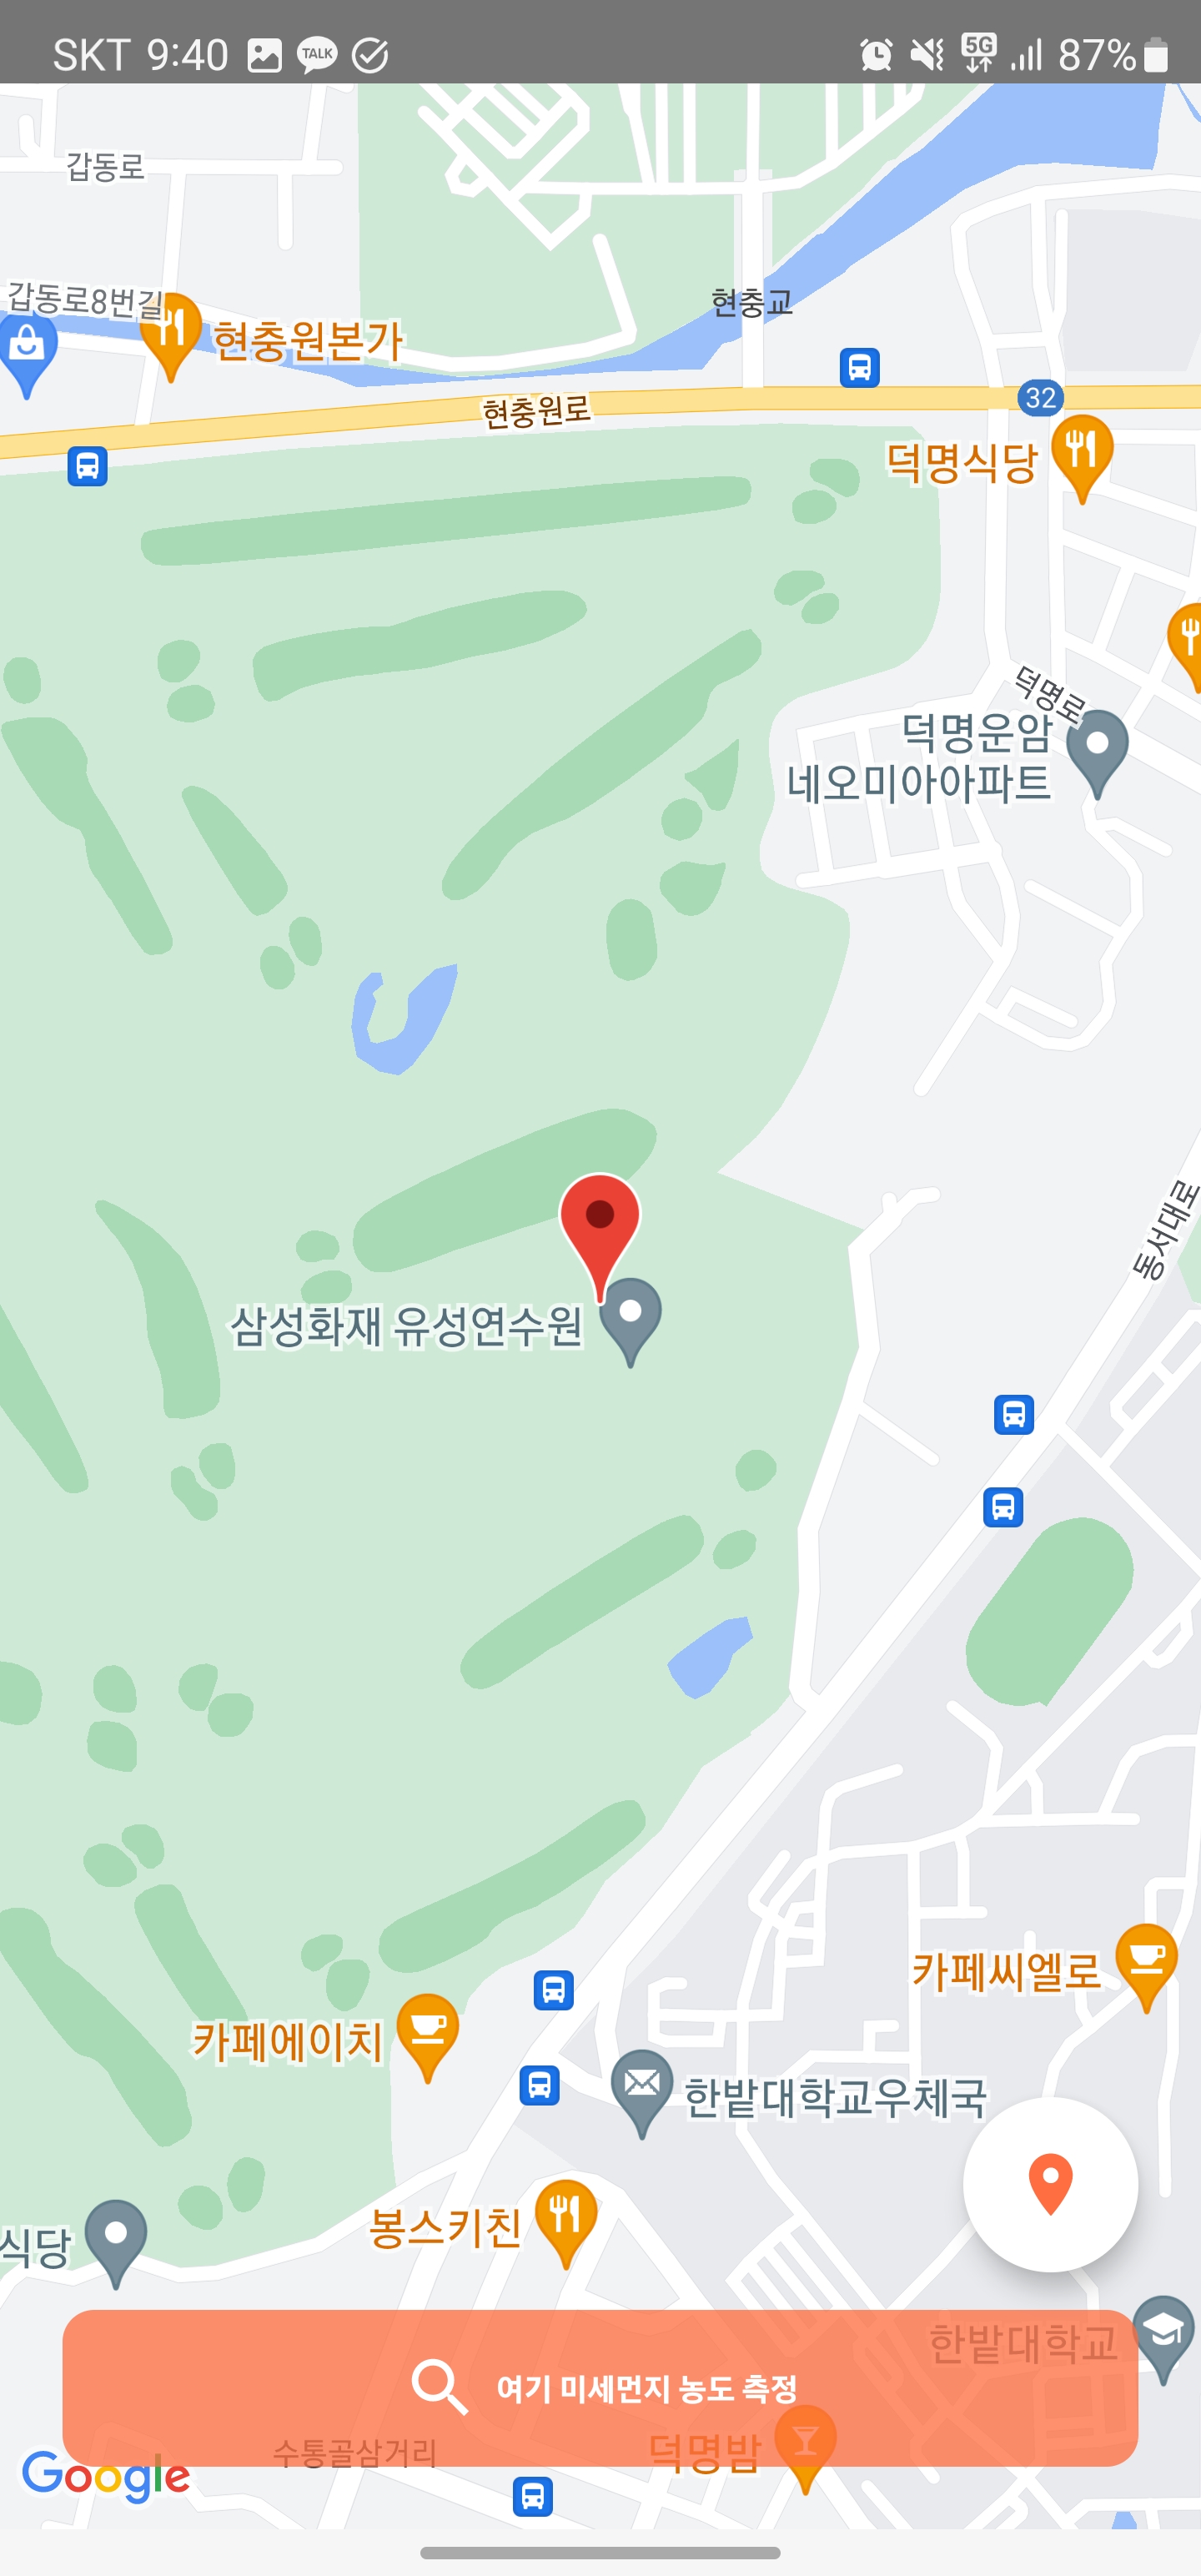 SKT 9:40
TALK
5G
87%
갑동로
갑동로8번길
현충원본가
현충교
현충원로
32
덕명식당
덕명로
덕명운암
네오미아아파트
동서대로
삼성화재 유성연수원
카페씨엘로
카페에이치
한밭대학교우체국
봉스키친
식당
한밭대학교
여기 미세먼지 농도 측정
수통골삼거리
덕명밤
Google